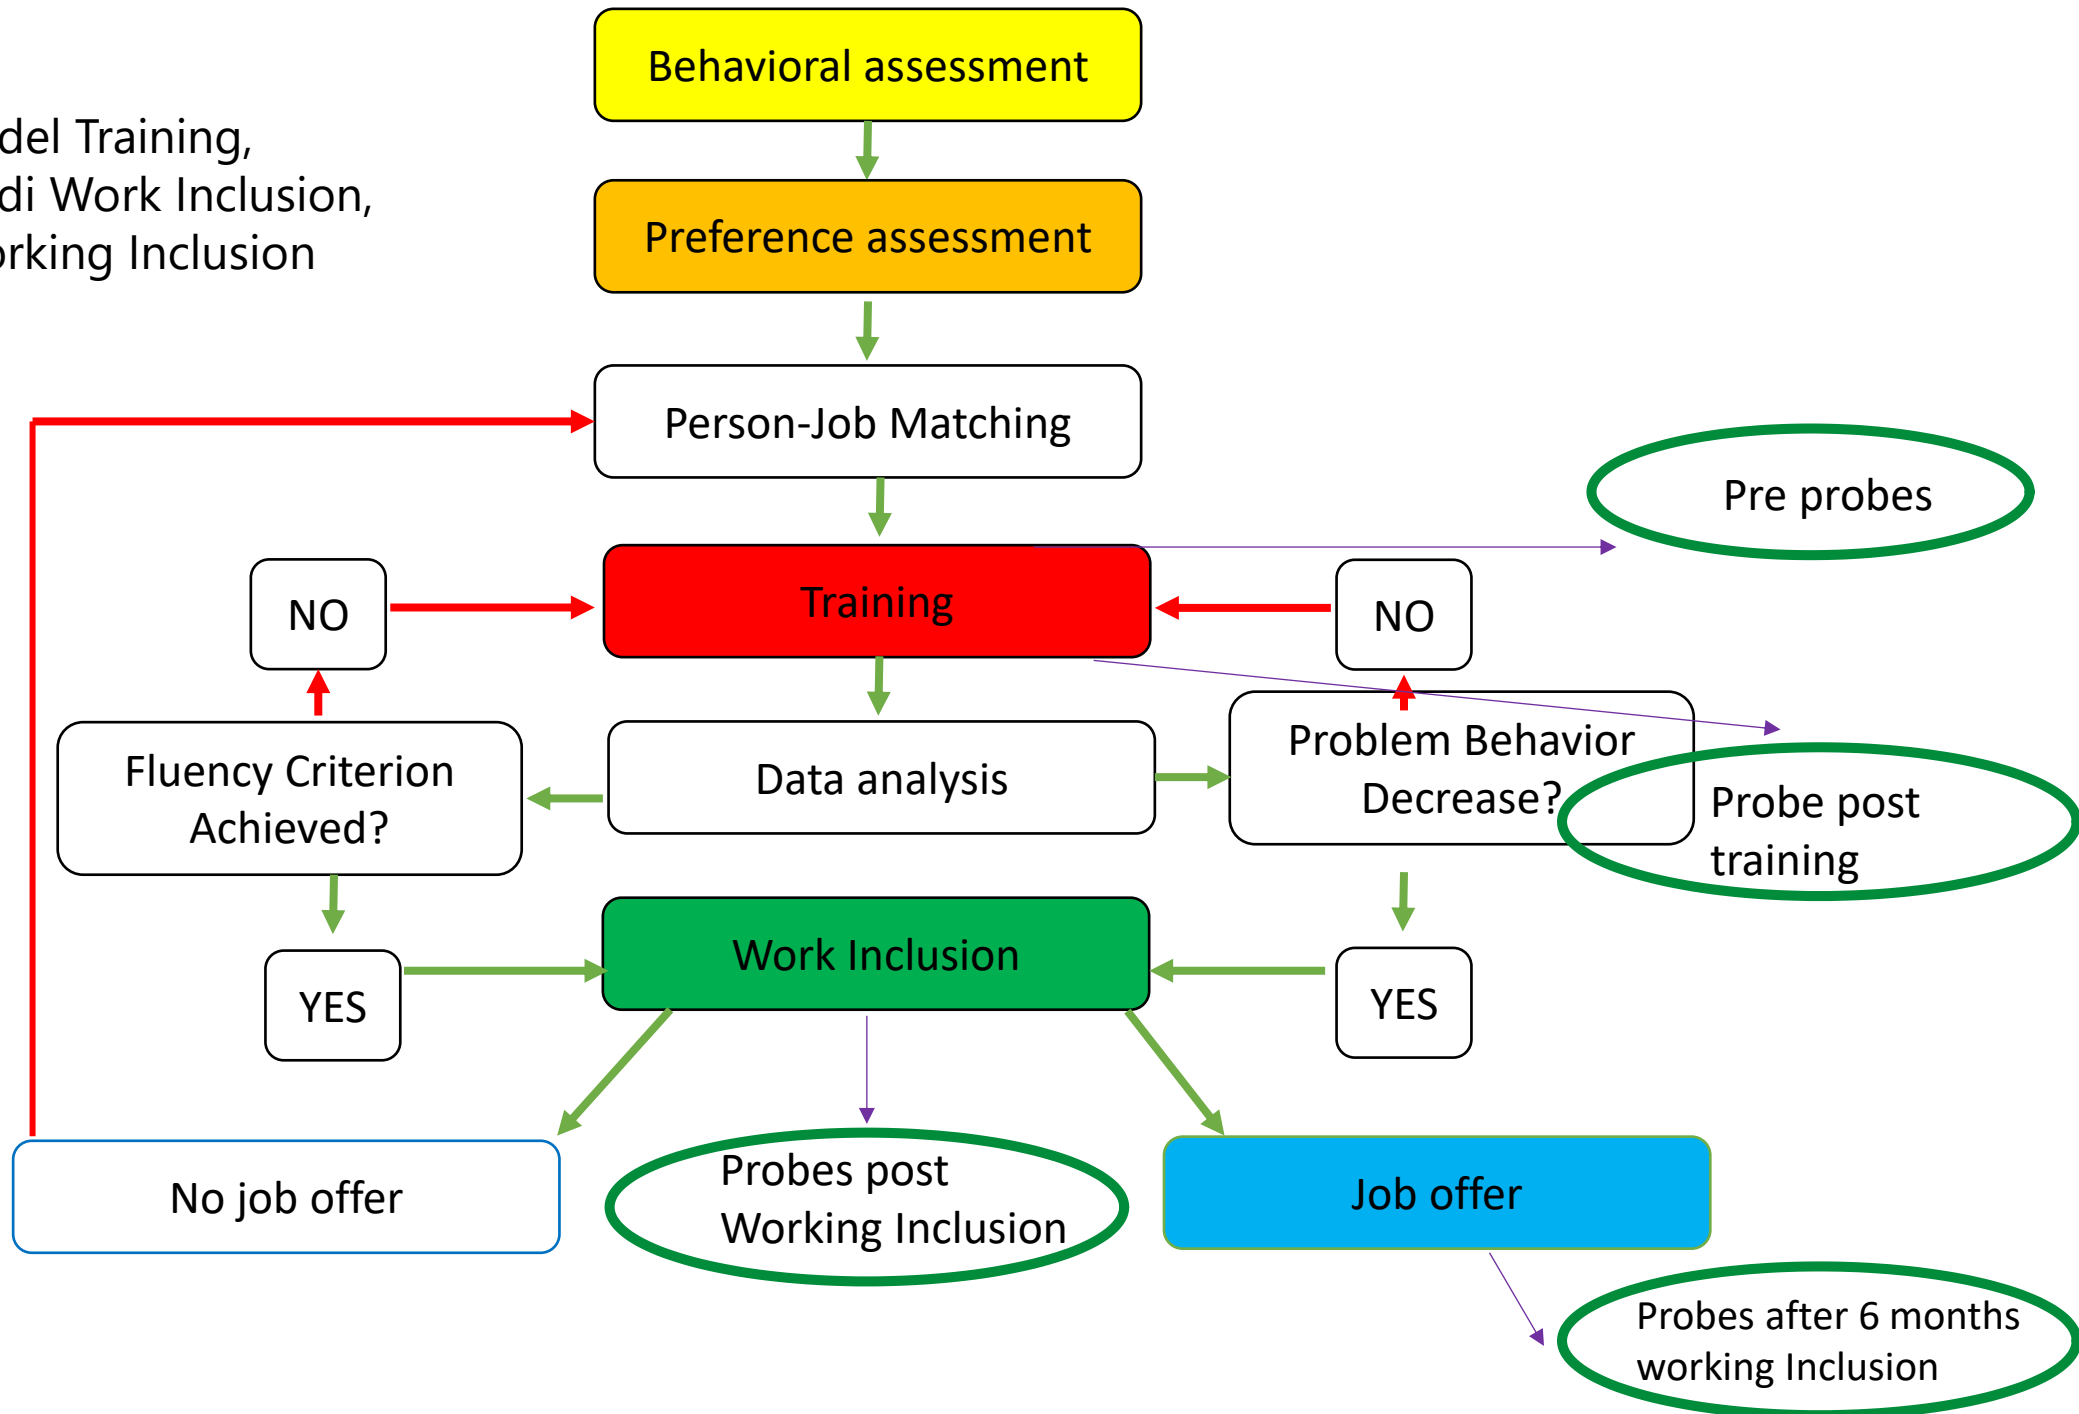 Behavioral assessment
del Training,
di Work Inclusion,
orking Inclusion
Preference assessment
Person-Job Matching
Pre probes
NO
Training
NO
Fluency Criterion
Achieved?
Data analysis
Problem Behavior
Decrease?
Probe post
training
YES
Work Inclusion
YES
No job offer
Probes post
Working Inclusion
Job offer
Probes after 6 months
working Inclusion